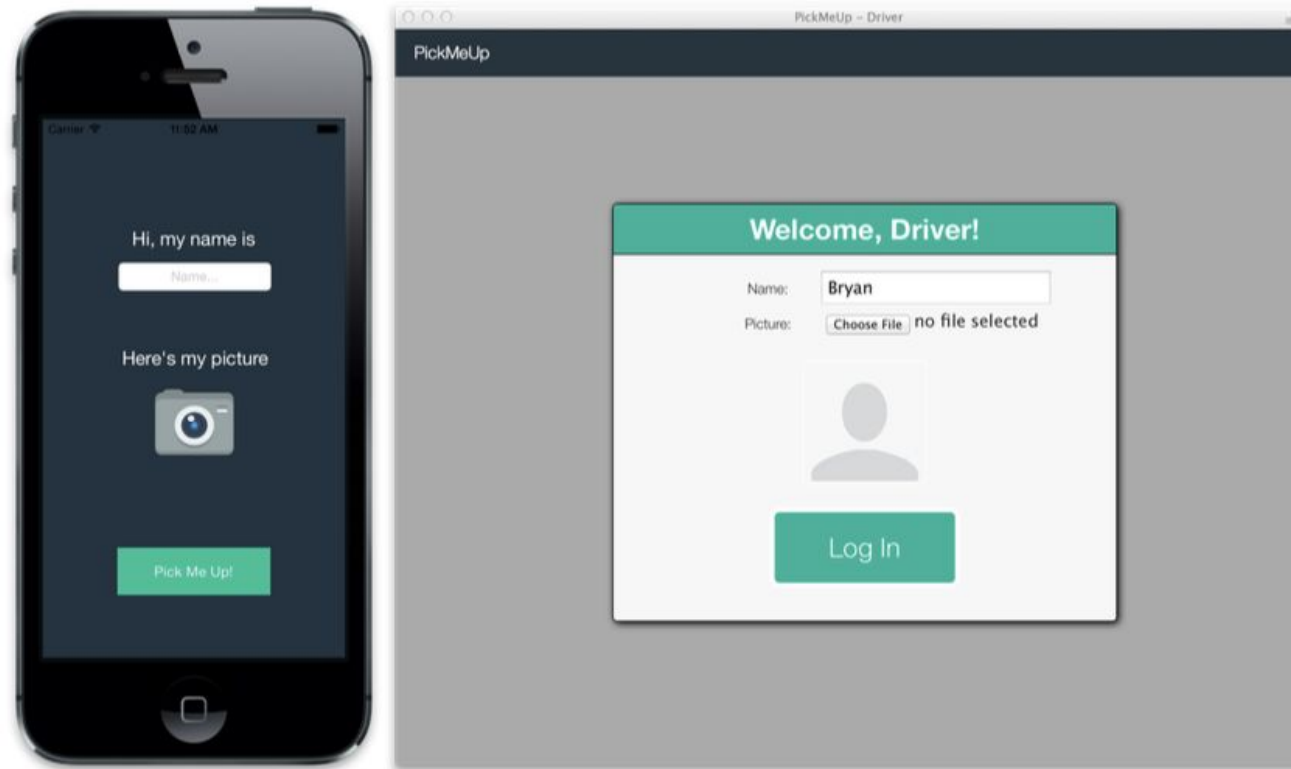 Carrier 11:52 AM
Hi, my name is
Name...
Here's my picture
Pick Me Up!
PickMeUp – Driver
PickMeUp
Welcome, Driver!
Name: Bryan
Picture: Choose File no file selected
Log In